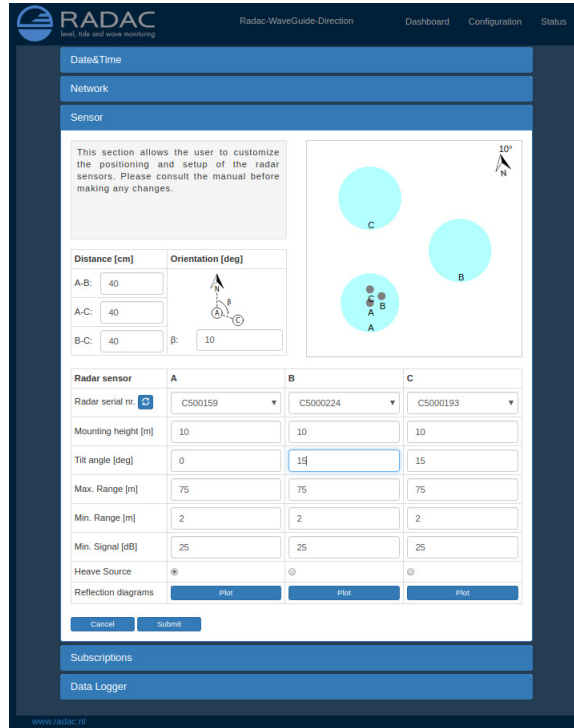 RADAC
level, tide and wave monitoring
Radac-WaveGuide-Direction
Dashboard Configuration Status
Date&Time
Network
Sensor
This section allows the user to customize
the positioning and setup of the radar
sensors. Please consult the manual before
making any changes.
10°
N
C
B
C
B
A
A
Distance [cm] Orientation [deg]
A-B: 40
A-C: 40
B-C: 40
N
β
A
C
β: 10
Radar sensor A B C
Radar serial nr. C500159 C5000224 C5000193
Mounting height [m] 10 10 10
Tilt angle [deg] 0 15 15
Max. Range [m] 75 75 75
Min. Range [m] 2 2 2
Min. Signal [dB] 25 25 25
Heave Source
Reflection diagrams Plot Plot Plot
Cancel Submit
Subscriptions
Data Logger
www.radac.nl